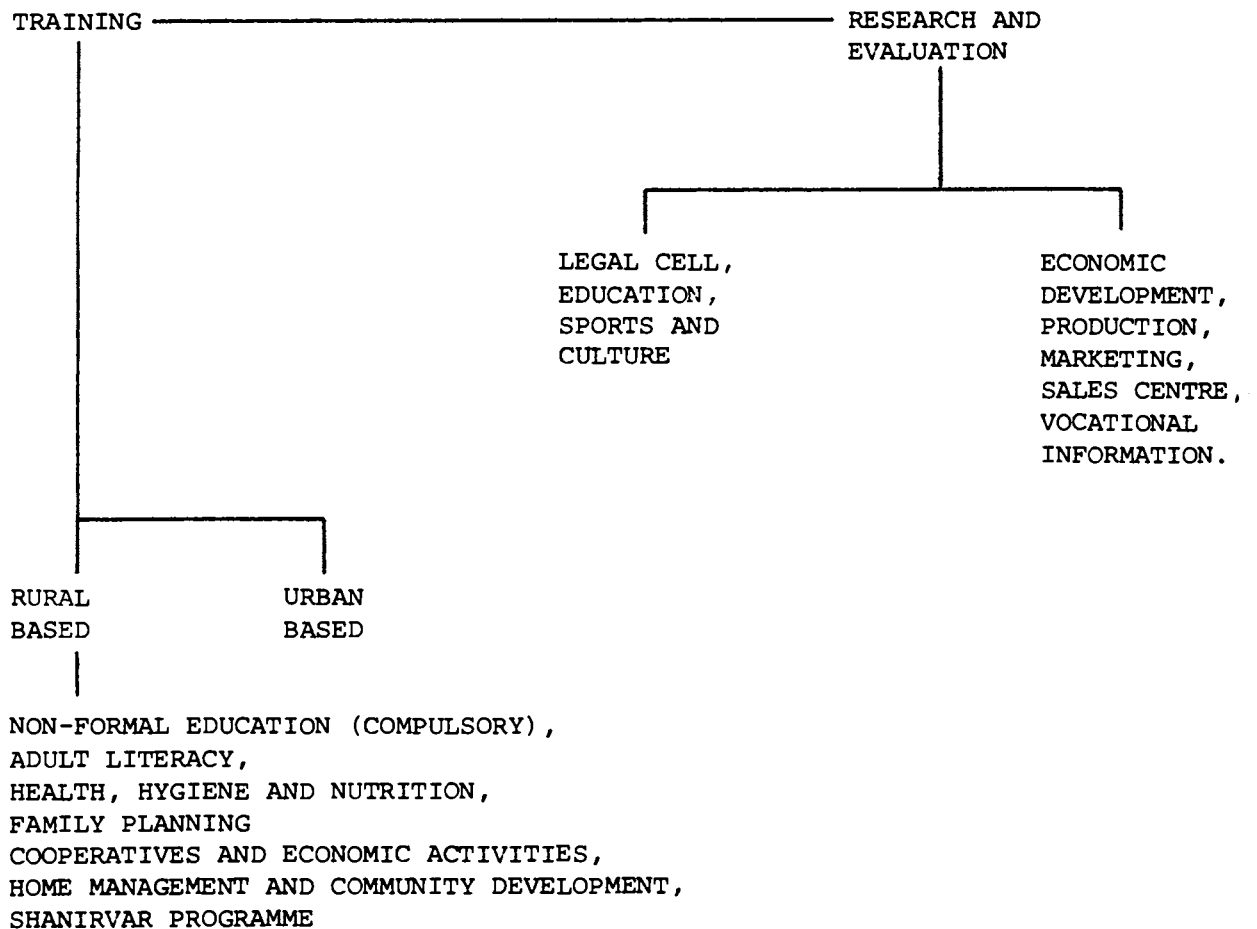 TRAINING
RESEARCH AND
EVALUATION
LEGAL CELL,
EDUCATION,
SPORTS AND
CULTURE
ECONOMIC
DEVELOPMENT,
PRODUCTION,
MARKETING,
SALES CENTRE,
VOCATIONAL
INFORMATION.
RURAL
BASED
URBAN
BASED
NON-FORMAL EDUCATION (COMPULSORY),
ADULT LITERACY,
HEALTH, HYGIENE AND NUTRITION,
FAMILY PLANNING
COOPERATIVES AND ECONOMIC ACTIVITIES,
HOME MANAGEMENT AND COMMUNITY DEVELOPMENT,
SHANIRVAR PROGRAMME